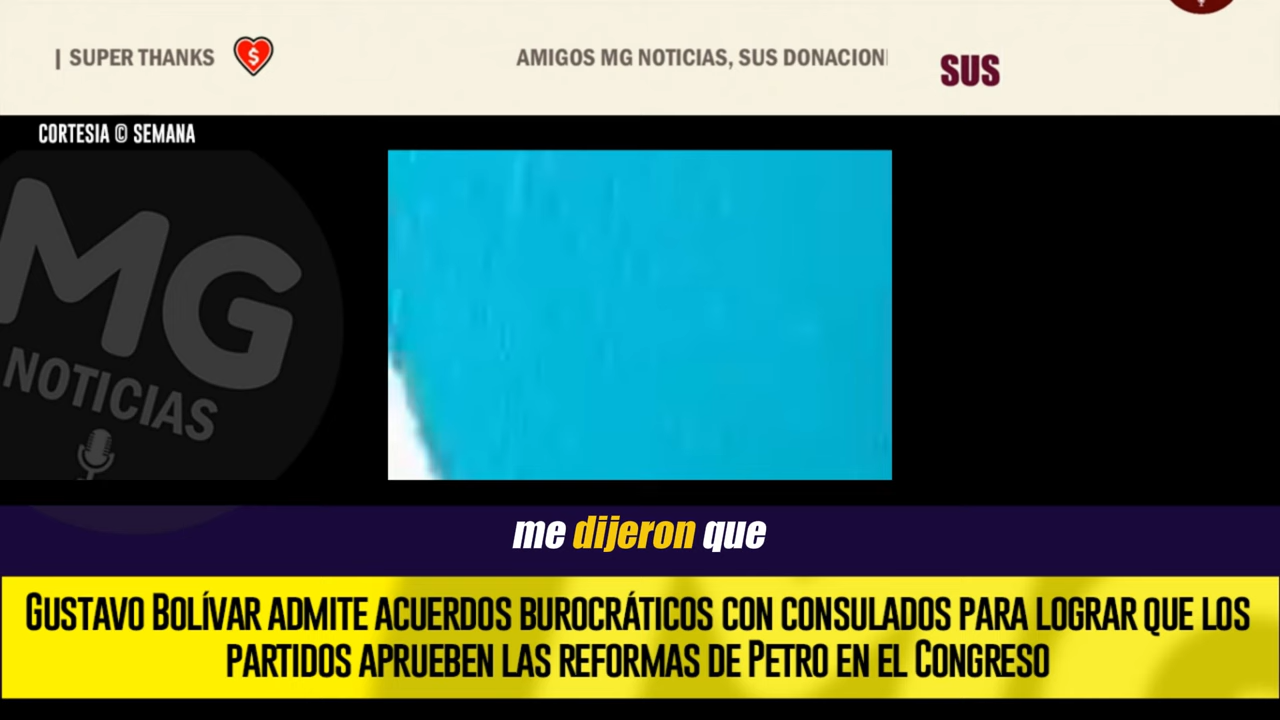 | SUPER THANKS
AMIGOS MG NOTICIAS, SUS DONACION
SUS
CORTESIA © SEMANA
MG
NOTICIAS
me dijeron que
GUSTAVO BOLÍVAR ADMITE ACUERDOS BUROCRÁTICOS CON CONSULADOS PARA LOGRAR QUE LOS
PARTIDOS APRUEBEN LAS REFORMAS DE PETRO EN EL CONGRESO